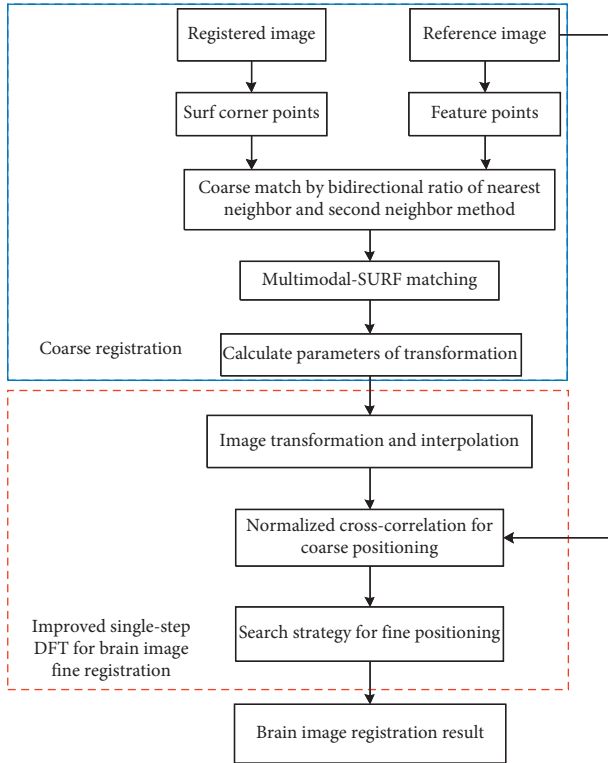 Registered image
Reference image
Surf corner points
Feature points
Coarse match by bidirectional ratio of nearest
neighbor and second neighbor method
Multimodal-SURF matching
Coarse registration
Calculate parameters of transformation
Image transformation and interpolation
Normalized cross-correlation for
coarse positioning
Improved single-step
DFT for brain image
fine registration
Search strategy for fine positioning
Brain image registration result